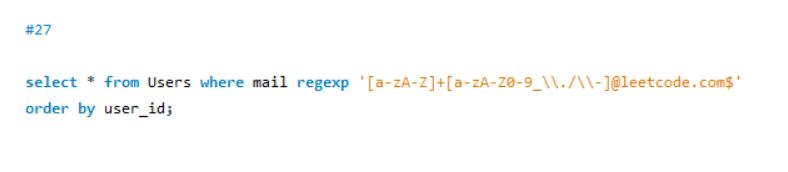 #27
select * from Users where mail regexp '[a-zA-Z]+[a-zA-Z0-9_\\./\\-]@leetcode.com$'
order by user_id;